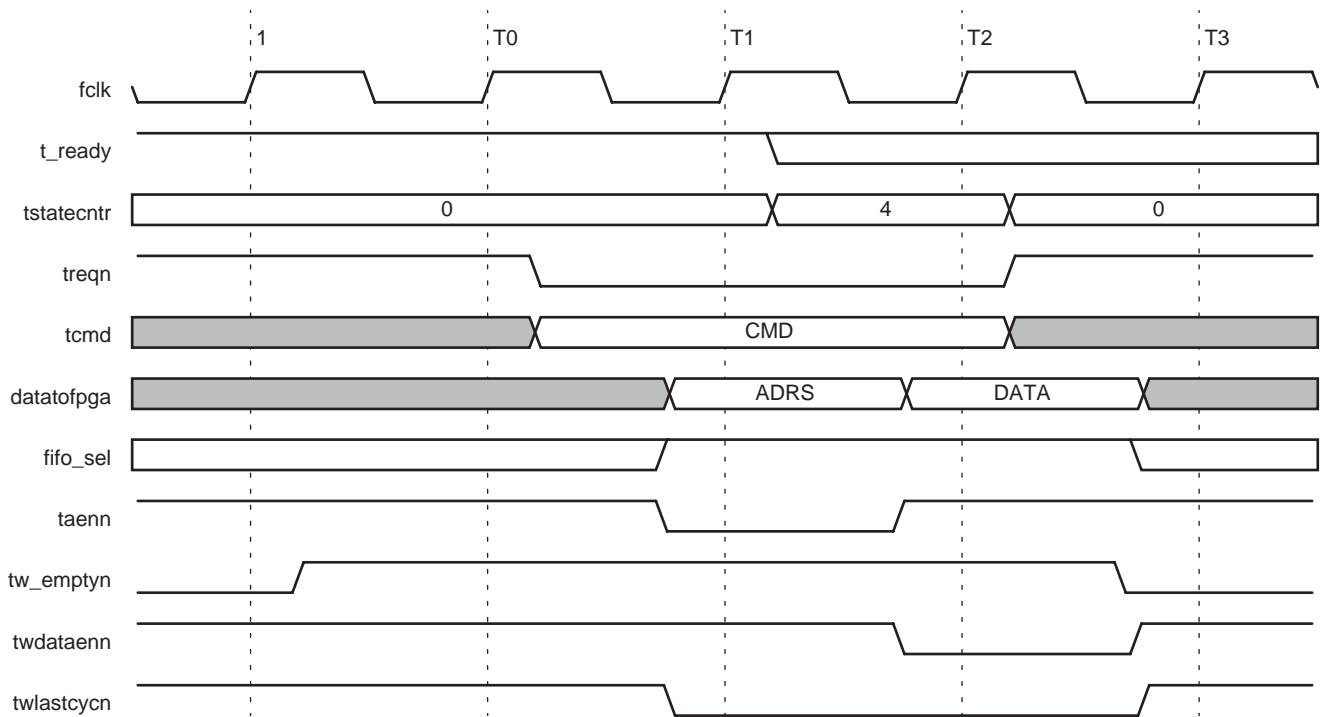 1 T0 T1 T2 T3
fclk
t_ready
tstatecntr 0 4 0
treqn
tcmd CMD
datatofpga ADRS DATA
fifo_sel
taenn
tw_emptyn
twdataenn
twlastcycn